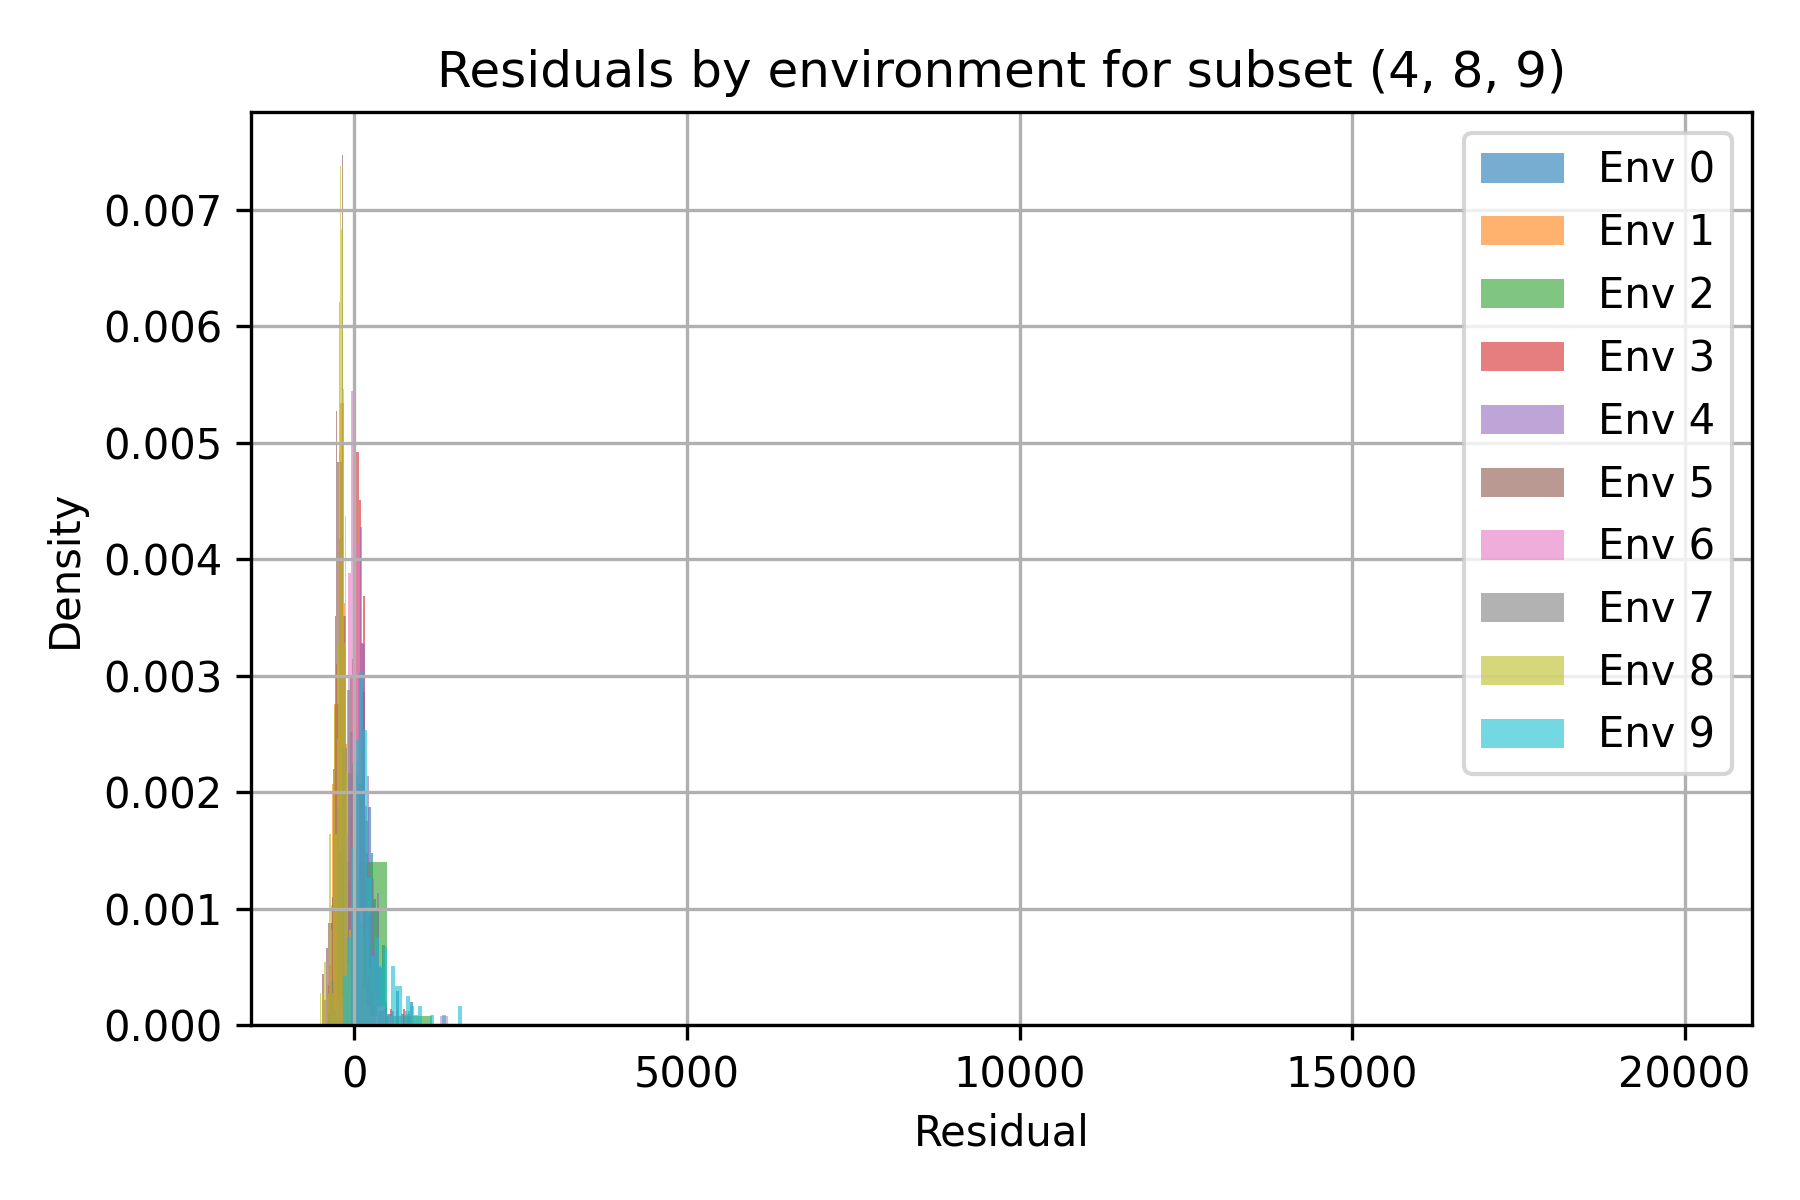 Residuals by environment for subset (4, 8, 9)
Density
0.007
0.006
0.005
0.004
0.003
0.002
0.001
0.000
0
5000
10000
15000
20000
Residual
Env 0
Env 1
Env 2
Env 3
Env 4
Env 5
Env 6
Env 7
Env 8
Env 9